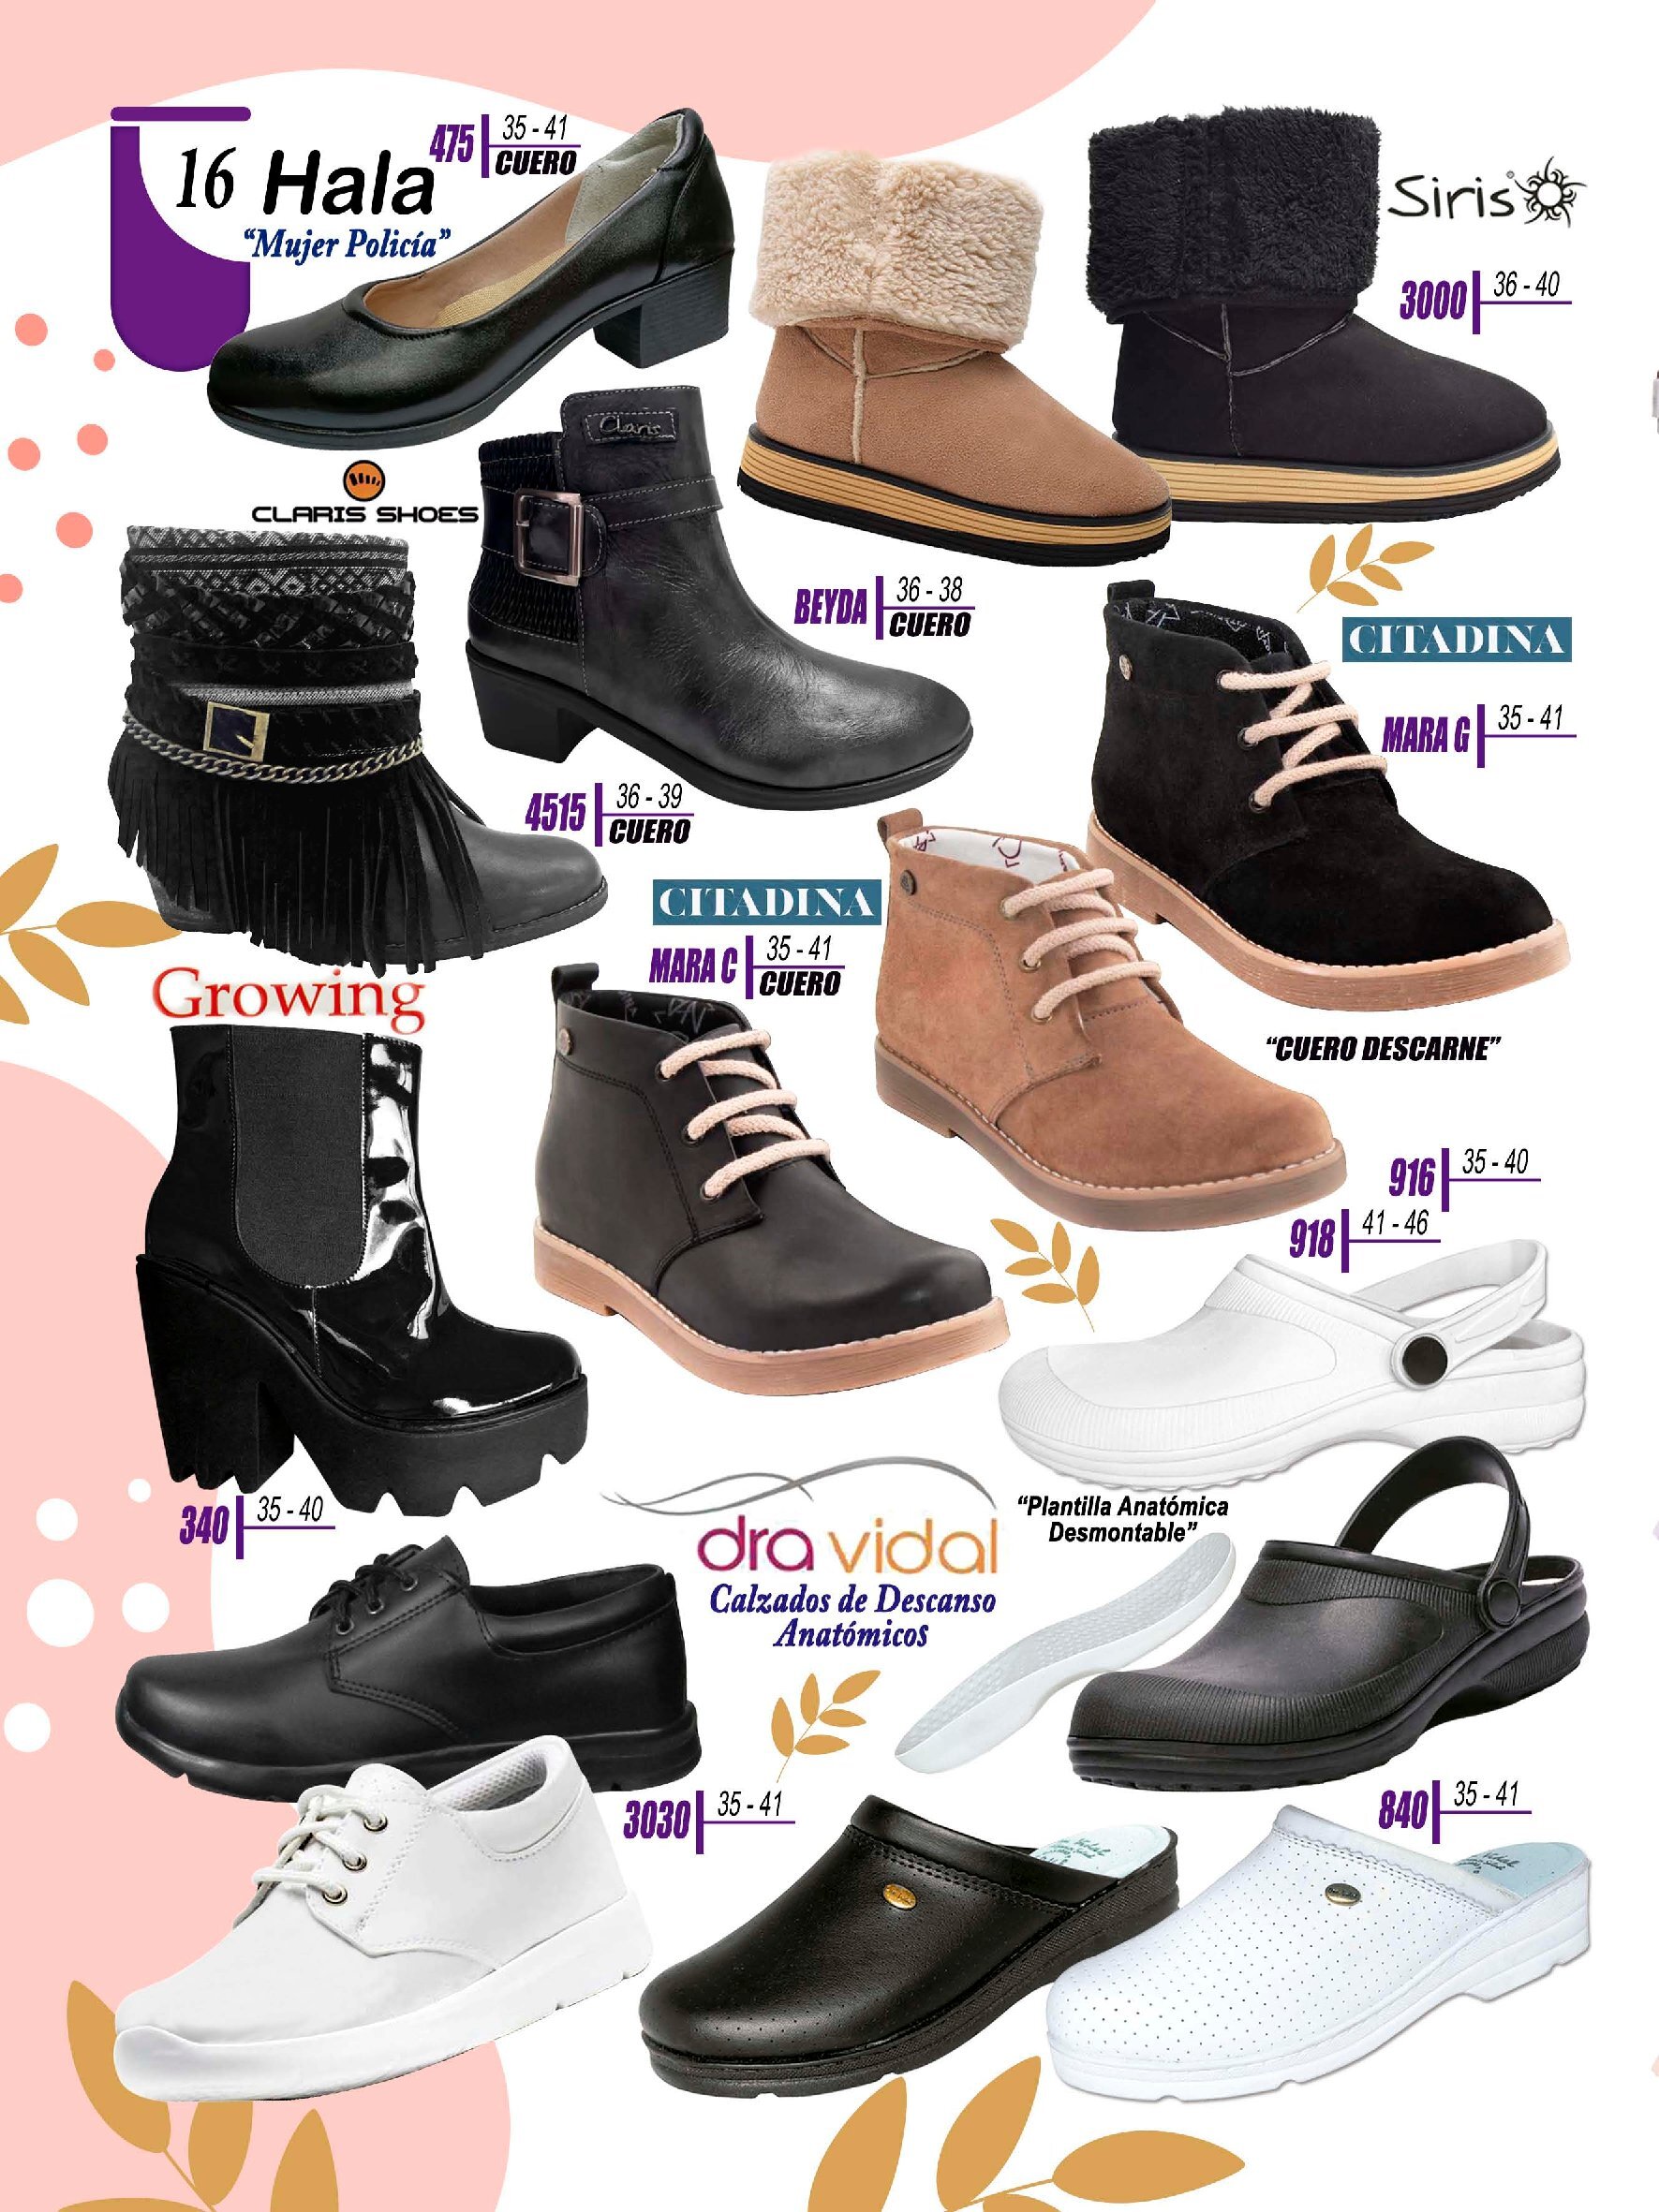 16 Hala
"Mujer Policía"
475
35 - 41
CUERO
Siris
3000
36 - 40
CLARIS SHOES
Claris
BEYDA
36 - 38
CUERO
CITADINA
MARA G
35 - 41
4515
36 - 39
CUERO
CITADINA
MARA C
35 - 41
CUERO
Growing
"CUERO DESCARNE"
916
35 - 40
918
41 - 46
340
35 - 40
dra vidal
Calzados de Descanso
Anatómicos
"Plantilla Anatómica
Desmontable"
3030
35 - 41
840
35 - 41